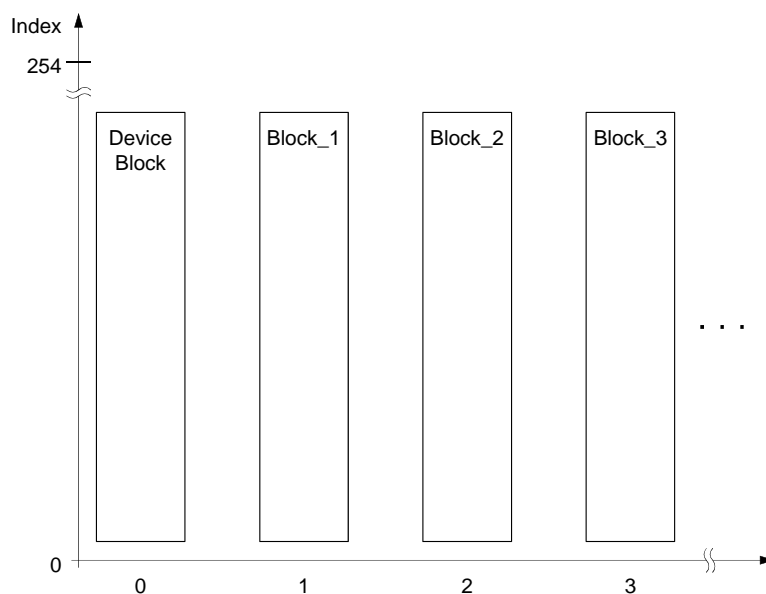 Index
254
Device
Block
Block_1
Block_2
Block_3
. . .
0
0
1
2
3